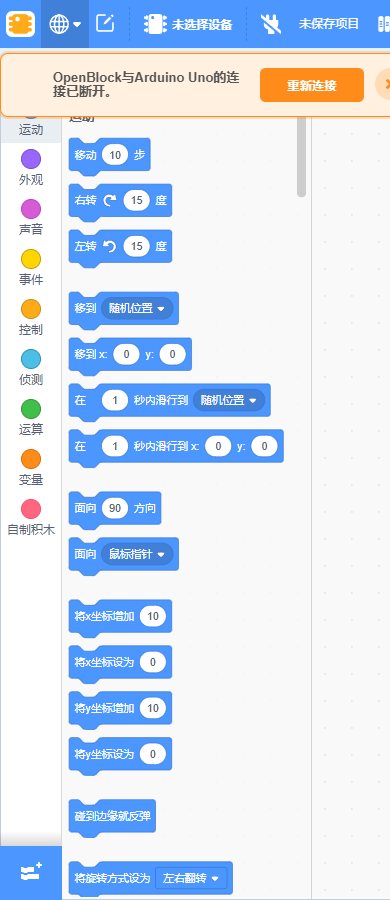 未选择设备
未保存项目
OpenBlock与Arduino Uno的连
接已断开。
重新连接
运动
外观
声音
事件
控制
侦测
运算
变量
自制积木
运动
移动 10 步
右转 15 度
左转 15 度
移到 随机位置
移到 x: 0 y: 0
在 1 秒内滑行到 随机位置
在 1 秒内滑行到 x: 0 y: 0
面向 90 方向
面向 鼠标指针
将x坐标增加 10
将x坐标设为 0
将y坐标增加 10
将y坐标设为 0
碰到边缘就反弹
将旋转方式设为 左右翻转